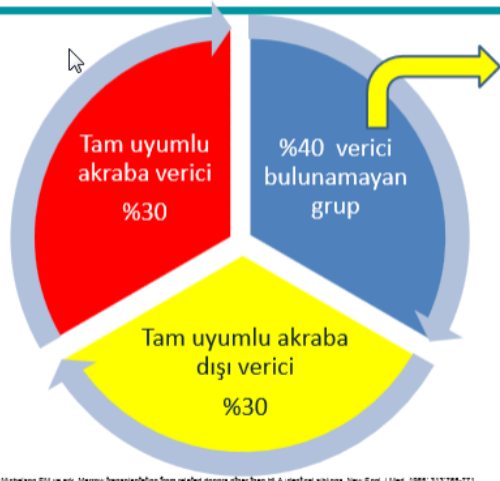 Tam uyumlu
akraba verici
%30
%40 verici
bulunamayan
grup
Tam uyumlu akraba
dışı verici
%30